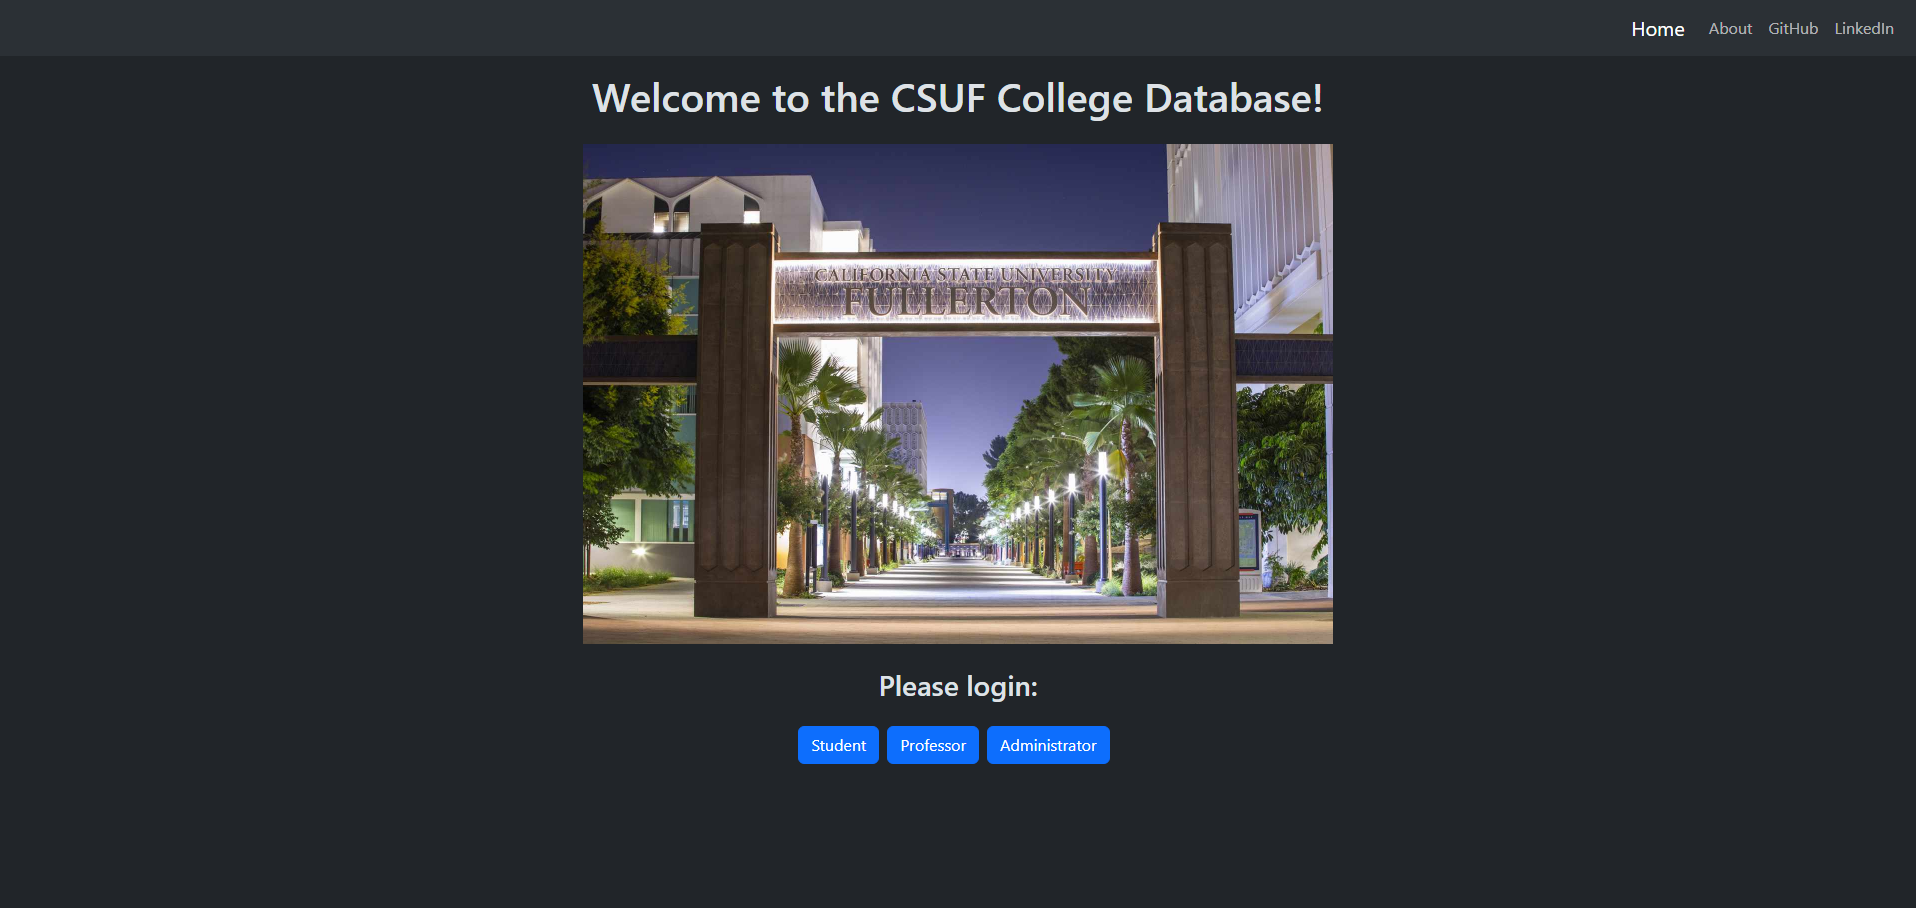 Home About GitHub LinkedIn
Welcome to the CSUF College Database!
CALIFORNIA STATE UNIVERSITY
FULLERTON
Please login:
Student Professor Administrator